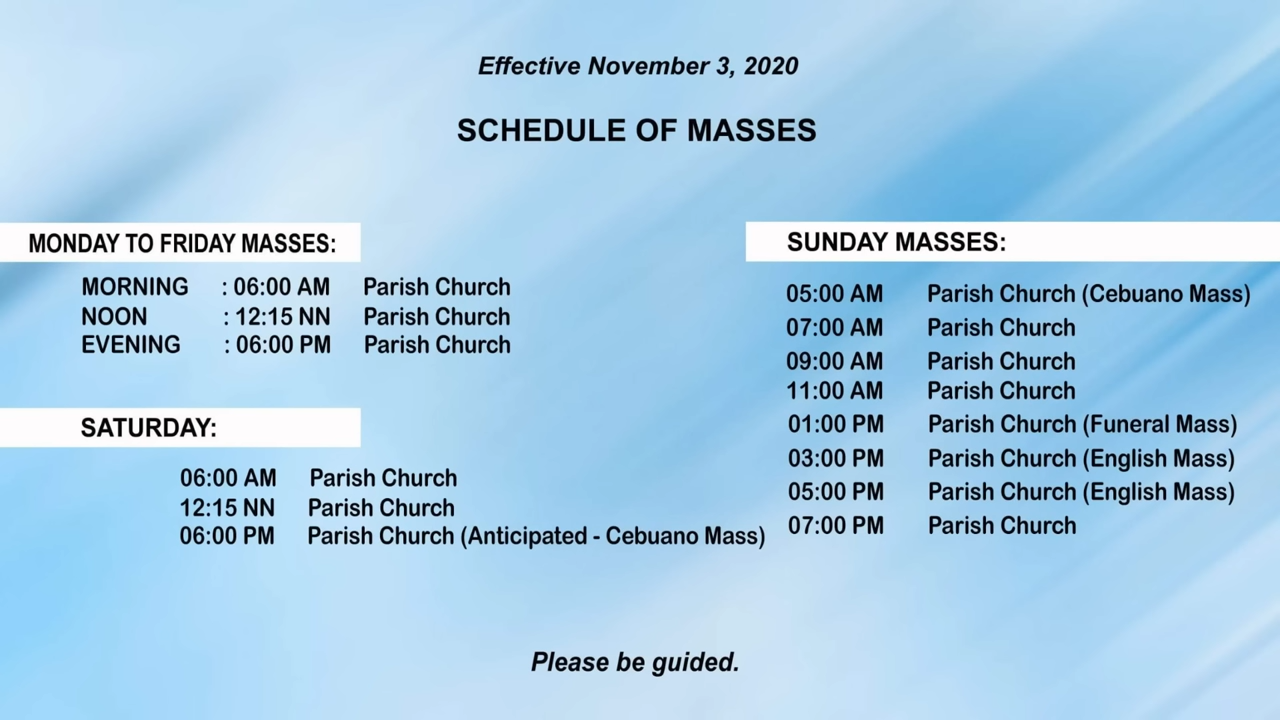 Effective November 3, 2020
SCHEDULE OF MASSES
MONDAY TO FRIDAY MASSES:
MORNING : 06:00 AM Parish Church
NOON : 12:15 NN Parish Church
EVENING : 06:00 PM Parish Church
SATURDAY:
06:00 AM Parish Church
12:15 NN Parish Church
06:00 PM Parish Church (Anticipated - Cebuano Mass)
SUNDAY MASSES:
05:00 AM Parish Church (Cebuano Mass)
07:00 AM Parish Church
09:00 AM Parish Church
11:00 AM Parish Church
01:00 PM Parish Church (Funeral Mass)
03:00 PM Parish Church (English Mass)
05:00 PM Parish Church (English Mass)
07:00 PM Parish Church
Please be guided.